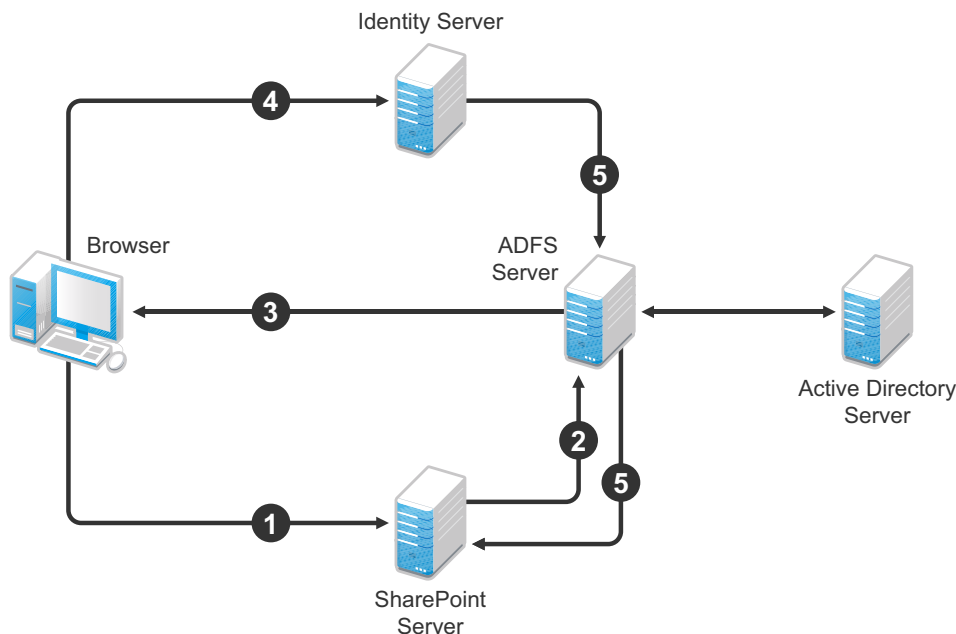 Identity Server
4
5
Browser
ADFS
Server
3
Active Directory
Server
2
5
1
SharePoint
Server